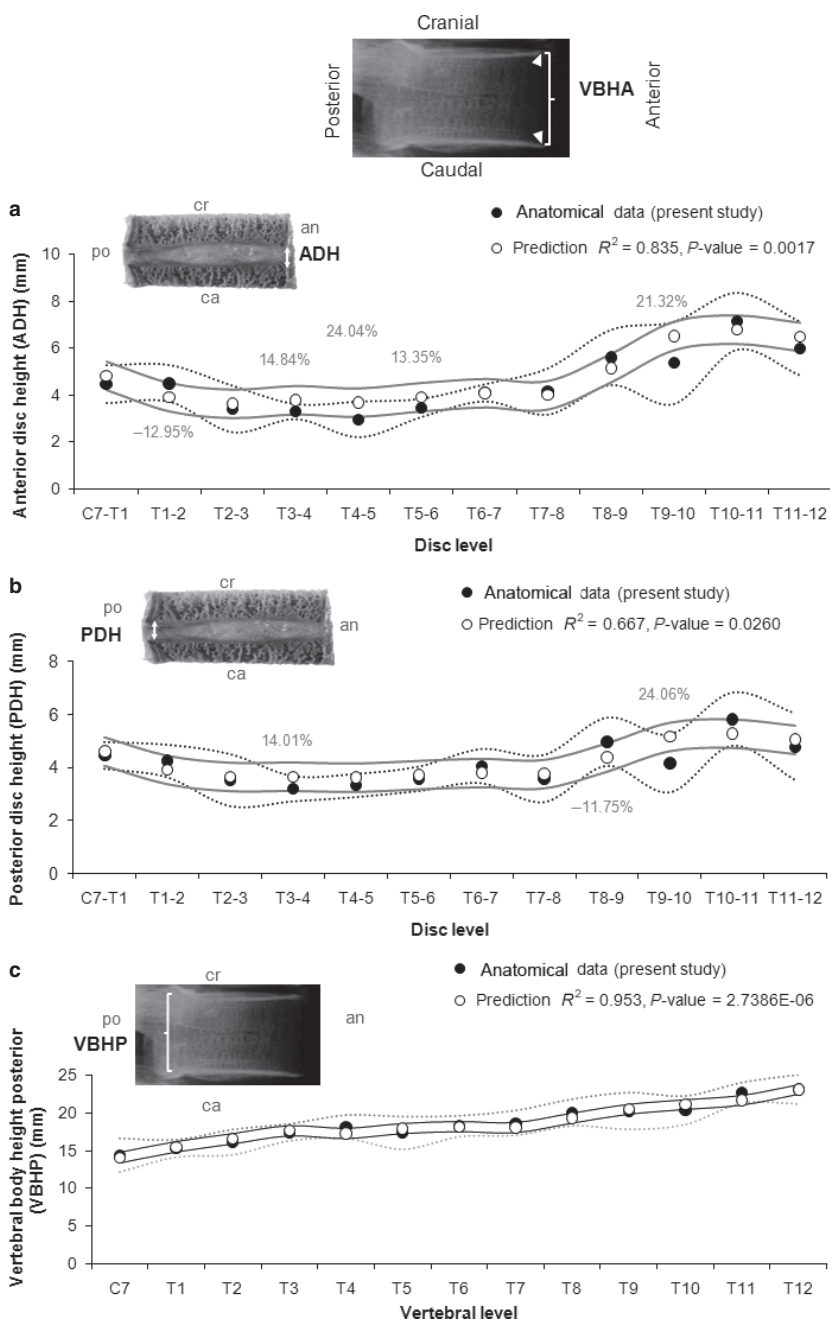 Cranial
Posterior
VBHA
Anterior
Caudal
a
cr
an
po
ADH
ca
Anatomical data (present study)
Prediction R² = 0.835, P-value = 0.0017
Anterior disc height (ADH) (mm)
10
8
6
4
2
0
–12.95%
14.84%
24.04%
13.35%
21.32%
C7-T1 T1-2 T2-3 T3-4 T4-5 T5-6 T6-7 T7-8 T8-9 T9-10 T10-11 T11-12
Disc level
b
cr
po
an
PDH
ca
Anatomical data (present study)
Prediction R² = 0.667, P-value = 0.0260
Posterior disc height (PDH) (mm)
8
6
4
2
0
14.01%
24.06%
–11.75%
C7-T1 T1-2 T2-3 T3-4 T4-5 T5-6 T6-7 T7-8 T8-9 T9-10 T10-11 T11-12
Disc level
c
cr
po
an
VBHP
ca
Anatomical data (present study)
Prediction R² = 0.953, P-value = 2.7386E-06
Vertebral body height posterior
(VBHP) (mm)
25
20
15
10
5
0
C7 T1 T2 T3 T4 T5 T6 T7 T8 T9 T10 T11 T12
Vertebral level